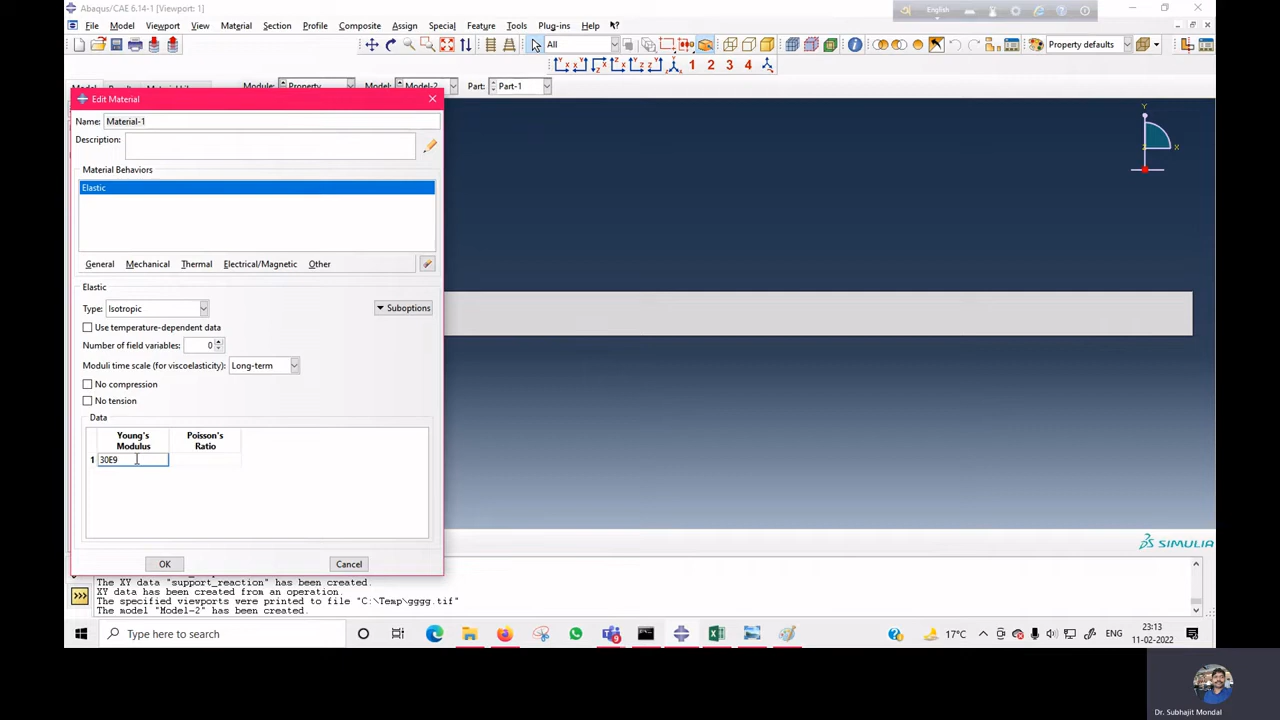 Abaqus/CAE 6.14-1 [Viewport: 1]
English
File Model Viewport View Material Section Profile Composite Assign Special Feature Tools Plug-ins Help
All
Property defaults
1 2 3 4
Module: Property Model: Model-2 Part: Part-1
Edit Material
Name: Material-1
Description:
Material Behaviors
Elastic
General Mechanical Thermal Electrical/Magnetic Other
Elastic
Type: Isotropic
Suboptions
Use temperature-dependent data
Number of field variables: 0
Moduli time scale (for viscoelasticity): Long-term
No compression
No tension
Data
Young's Modulus
Poisson's Ratio
1 30E9
OK Cancel
Y
X
SIMULIA
The XY data "support_reaction" has been created.
XY data has been created from an operation.
The specified viewports were printed to file "C:\Temp\gggg.tif"
The model "Model-2" has been created.
>>>
Type here to search
17°C
ENG
23:13
11-02-2022
Dr. Subhajit Mondal